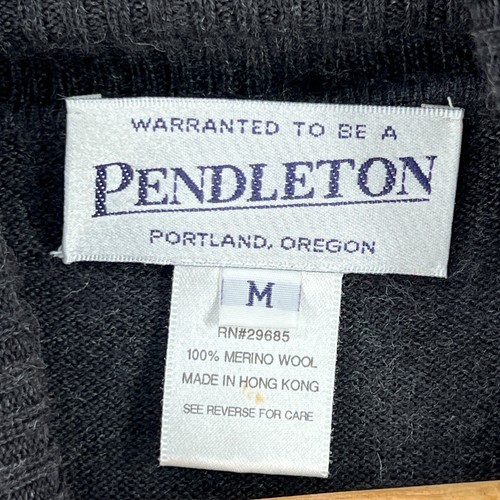 WARRANTED TO BE A
PENDLETON
PORTLAND, OREGON
M
RN#29685
100% MERINO WOOL
MADE IN HONG KONG
SEE REVERSE FOR CARE